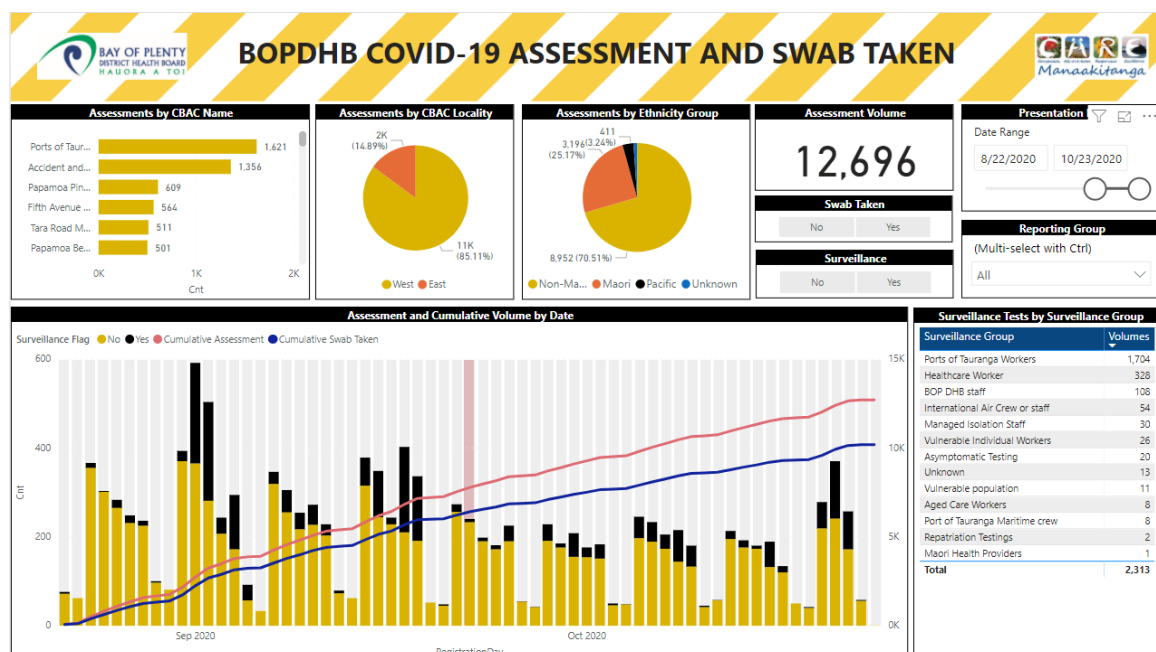 BAY OF PLENTY
DISTRICT HEALTH BOARD
HAUORA A TOI
BOPDHB COVID-19 ASSESSMENT AND SWAB TAKEN
CARE
Manaakitanga
Assessments by CBAC Name
Ports of Taur... 1,621
Accident and... 1,356
Papamoa Pin... 609
Fifth Avenue ... 564
Tara Road M... 511
Papamoa Be... 501
0K 1K 2K
Cnt
Assessments by CBAC Locality
2K
(14.89%)
11K
(85.11%)
West East
Assessments by Ethnicity Group
411
(3.24%)
3,196
(25.17%)
8,952 (70.51%)
Non-Ma... Maori Pacific Unknown
Assessment Volume
12,696
Swab Taken
No Yes
Surveillance
No Yes
Presentation
Date Range
8/22/2020 10/23/2020
Reporting Group
(Multi-select with Ctrl)
All
Assessment and Cumulative Volume by Date
Surveillance Flag No Yes Cumulative Assessment Cumulative Swab Taken
600 15K
400 10K
Cnt
200 5K
0 0K
Sep 2020 Oct 2020
RegistrationDay
Surveillance Tests by Surveillance Group
Surveillance Group Volumes
Ports of Tauranga Workers 1,704
Healthcare Worker 328
BOP DHB staff 108
International Air Crew or staff 54
Managed Isolation Staff 30
Vulnerable Individual Workers 26
Asymptomatic Testing 20
Unknown 13
Vulnerable population 11
Aged Care Workers 8
Port of Tauranga Maritime crew 8
Repatriation Testings 2
Maori Health Providers 1
Total 2,313